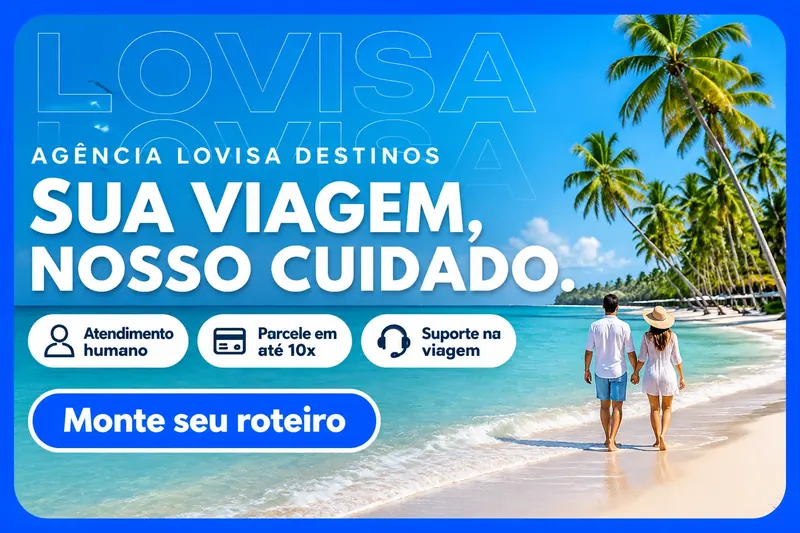 LOVISA
LOVISA
AGÊNCIA LOVISA DESTINOS
SUA VIAGEM,
NOSSO CUIDADO.
Atendimento
humano
Parcele em
até 10x
Suporte na
viagem
Monte seu roteiro